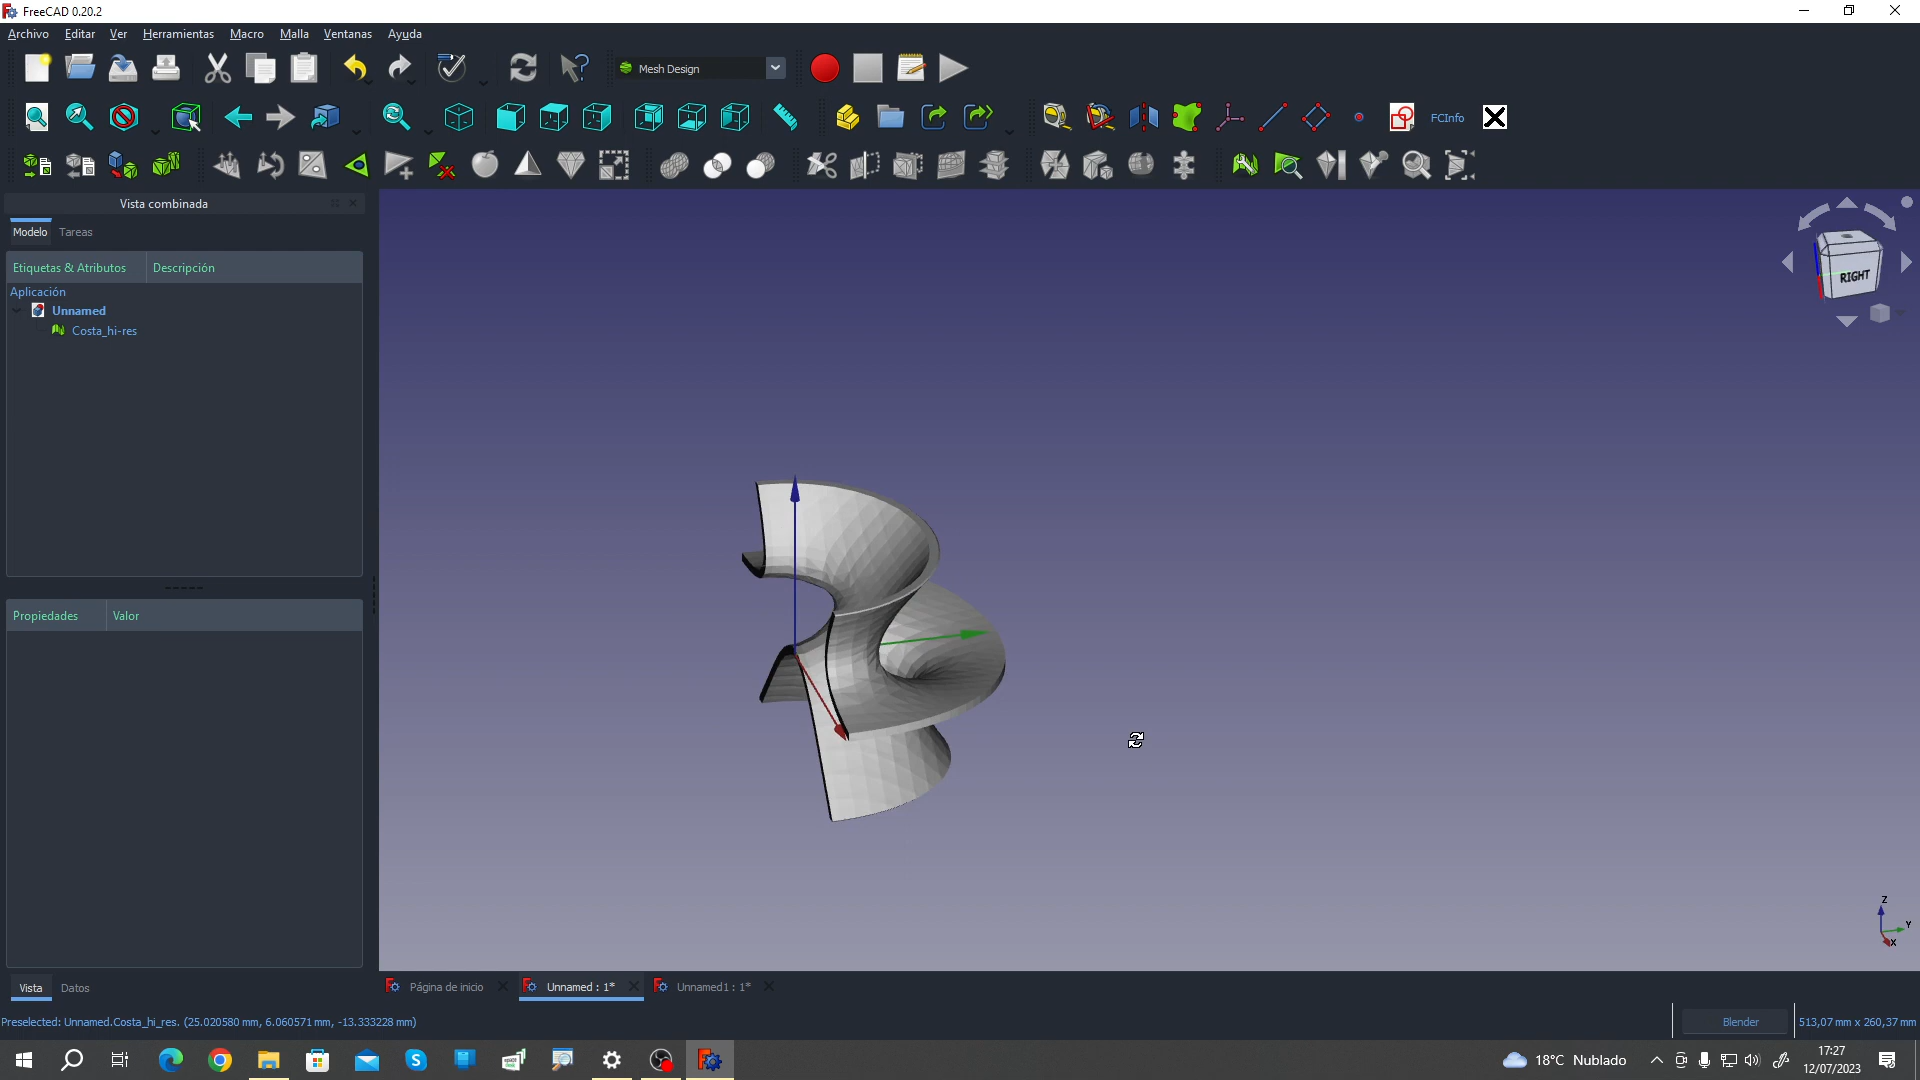 FreeCAD 0.20.2
Archivo Editar Ver Herramientas Macro Malla Ventanas Ayuda
Mesh Design
FCInfo
Vista combinada
Modelo Tareas
Etiquetas & Atributos Descripción
Aplicación
Unnamed
Costa_hi-res
RIGHT
Propiedades Valor
Z
Y
X
Vista Datos
Página de inicio Unnamed : 1* Unnamed1 : 1*
Preselected: Unnamed.Costa_hi_res. (25.020580 mm, 6.060571 mm, -13.333228 mm)
Blender 513,07 mm x 260,37 mm
18°C Nublado
17:27
12/07/2023